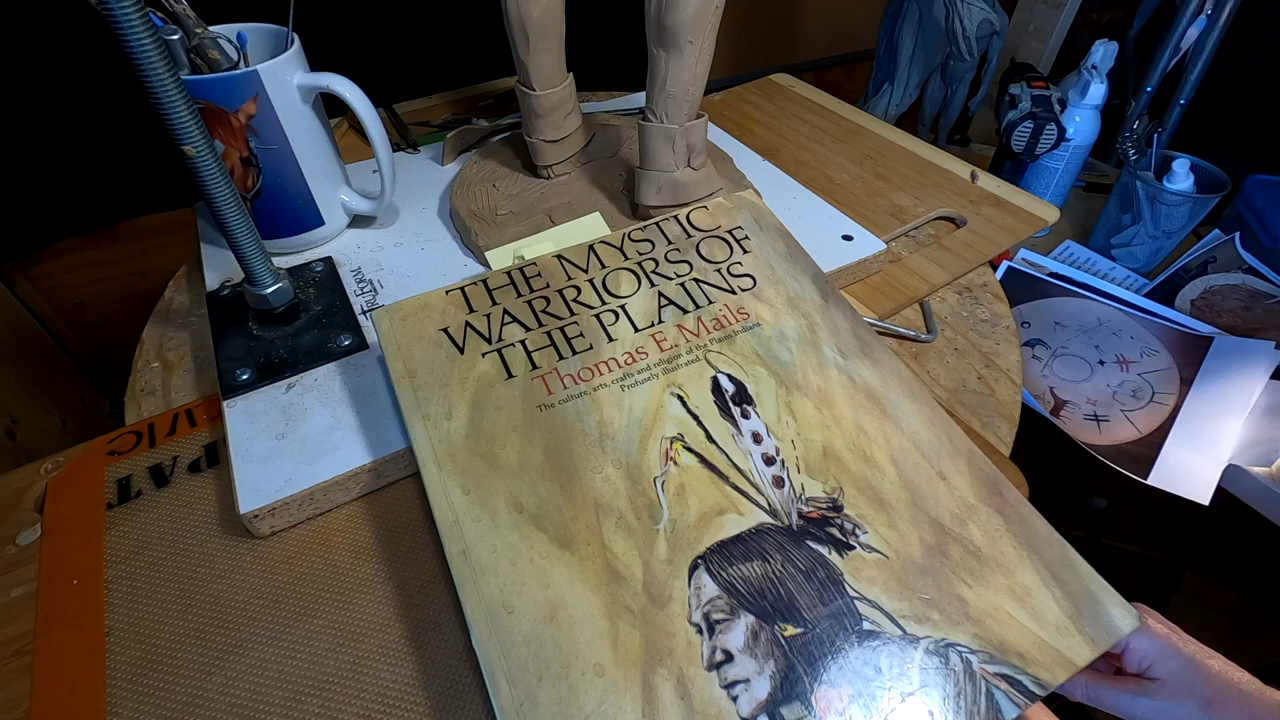 THE MYSTIC
WARRIORS OF
THE PLAINS
Thomas E. Mails
The culture, arts, crafts and religion of the Plains Indians.
Profusely illustrated.
TRUFORM
PAT